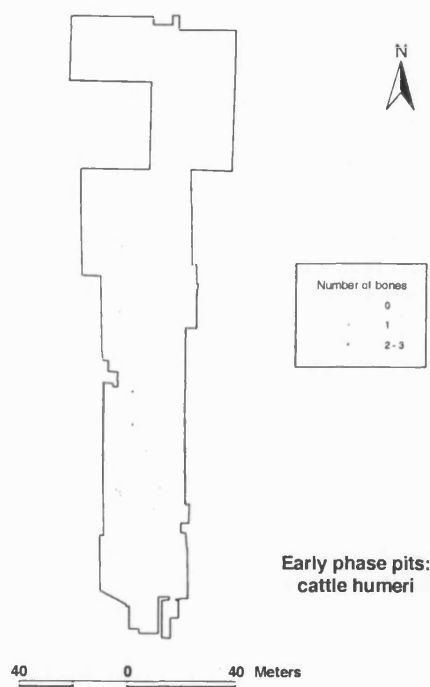 N
Number of bones
0
1
2-3
Early phase pits:
cattle humeri
40 0 40 Meters